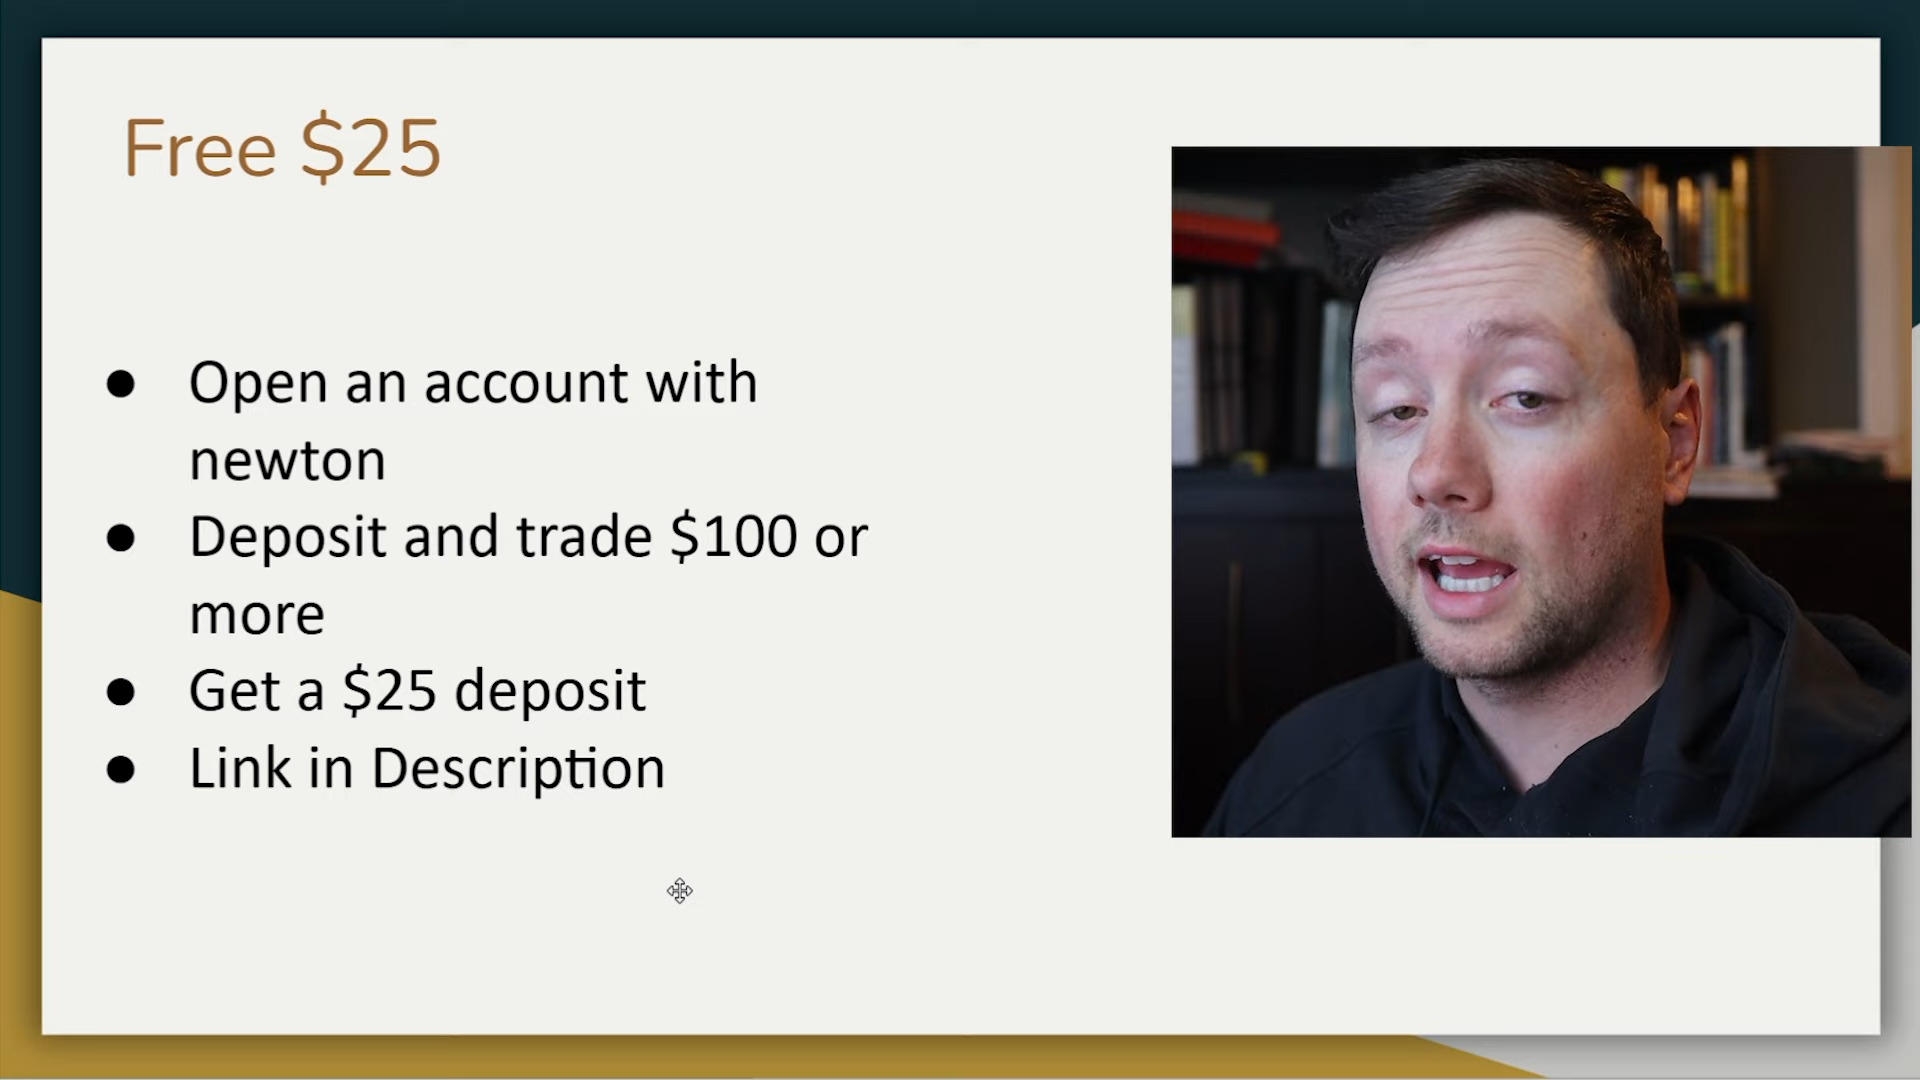 Free $25
● Open an account with
newton
● Deposit and trade $100 or
more
● Get a $25 deposit
● Link in Description